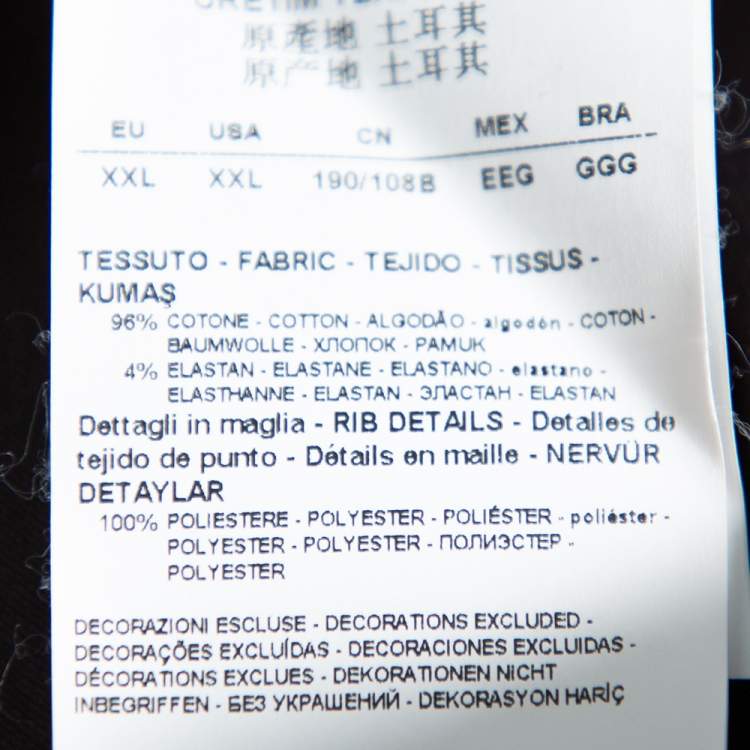 原產地 土耳其
原产地 土耳其
EU USA CN MEX BRA
XXL XXL 190/108B EEG GGG
TESSUTO - FABRIC - TEJIDO - TISSUS -
KUMAŞ
96% COTONE - COTTON - ALGODÃO - algodón - COTON -
BAUMWOLLE - ХЛОПОК - PAMUK
4% ELASTAN - ELASTANE - ELASTANO - elastano -
ELASTHANNE - ELASTAN - ЭЛАСТАН - ELASTAN
Dettagli in maglia - RIB DETAILS - Detalles de
tejido de punto - Détails en maille - NERVÜR
DETAYLAR
100% POLIESTERE - POLYESTER - POLIÉSTER - poliéster -
POLYESTER - POLYESTER - ПОЛИЭСТЕР -
POLYESTER
DECORAZIONI ESCLUSE - DECORATIONS EXCLUDED -
DECORAÇÕES EXCLUÍDAS - DECORACIONES EXCLUIDAS -
DÉCORATIONS EXCLUES - DEKORATIONEN NICHT
INBEGRIFFEN - БЕЗ УКРАШЕНИЙ - DEKORASYON HARİÇ